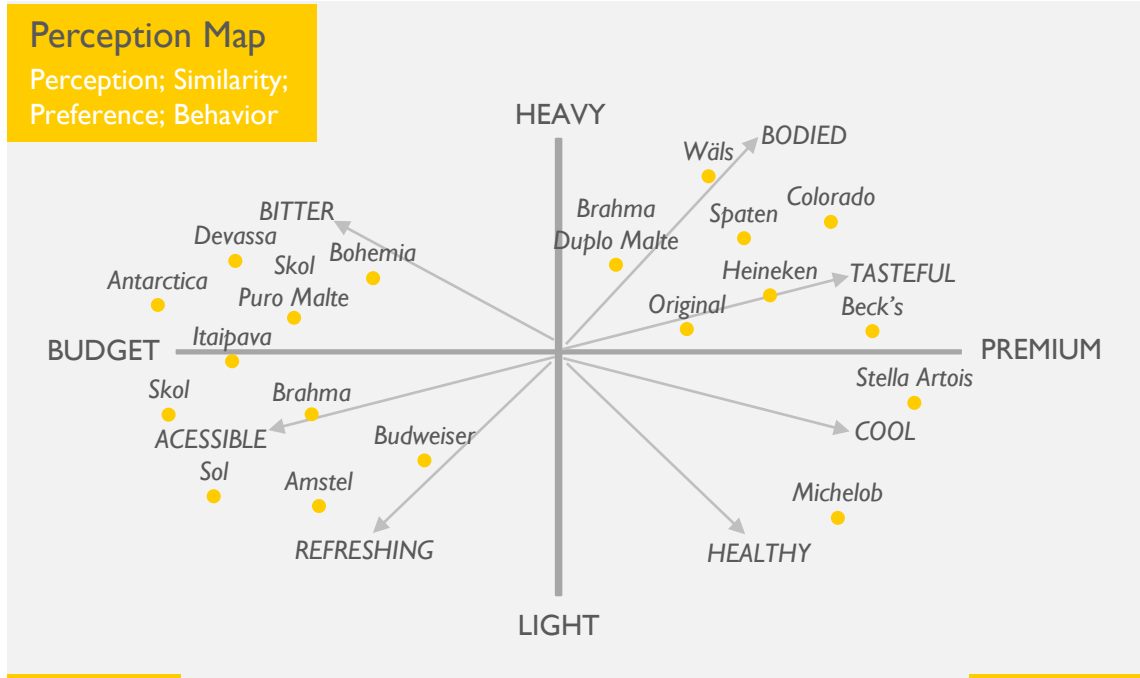 Perception Map
Perception; Similarity;
Preference; Behavior
HEAVY
BODIED
Wäls
BITTER
Brahma
Duplo Malte
Spaten
Colorado
Devassa
Skol
Puro Malte
Bohemia
Antarctica
Heineken
TASTEFUL
Original
Beck's
Itaipava
BUDGET
PREMIUM
Skol
Brahma
Stella Artois
ACESSIBLE
COOL
Budweiser
Sol
Amstel
Michelob
REFRESHING
HEALTHY
LIGHT